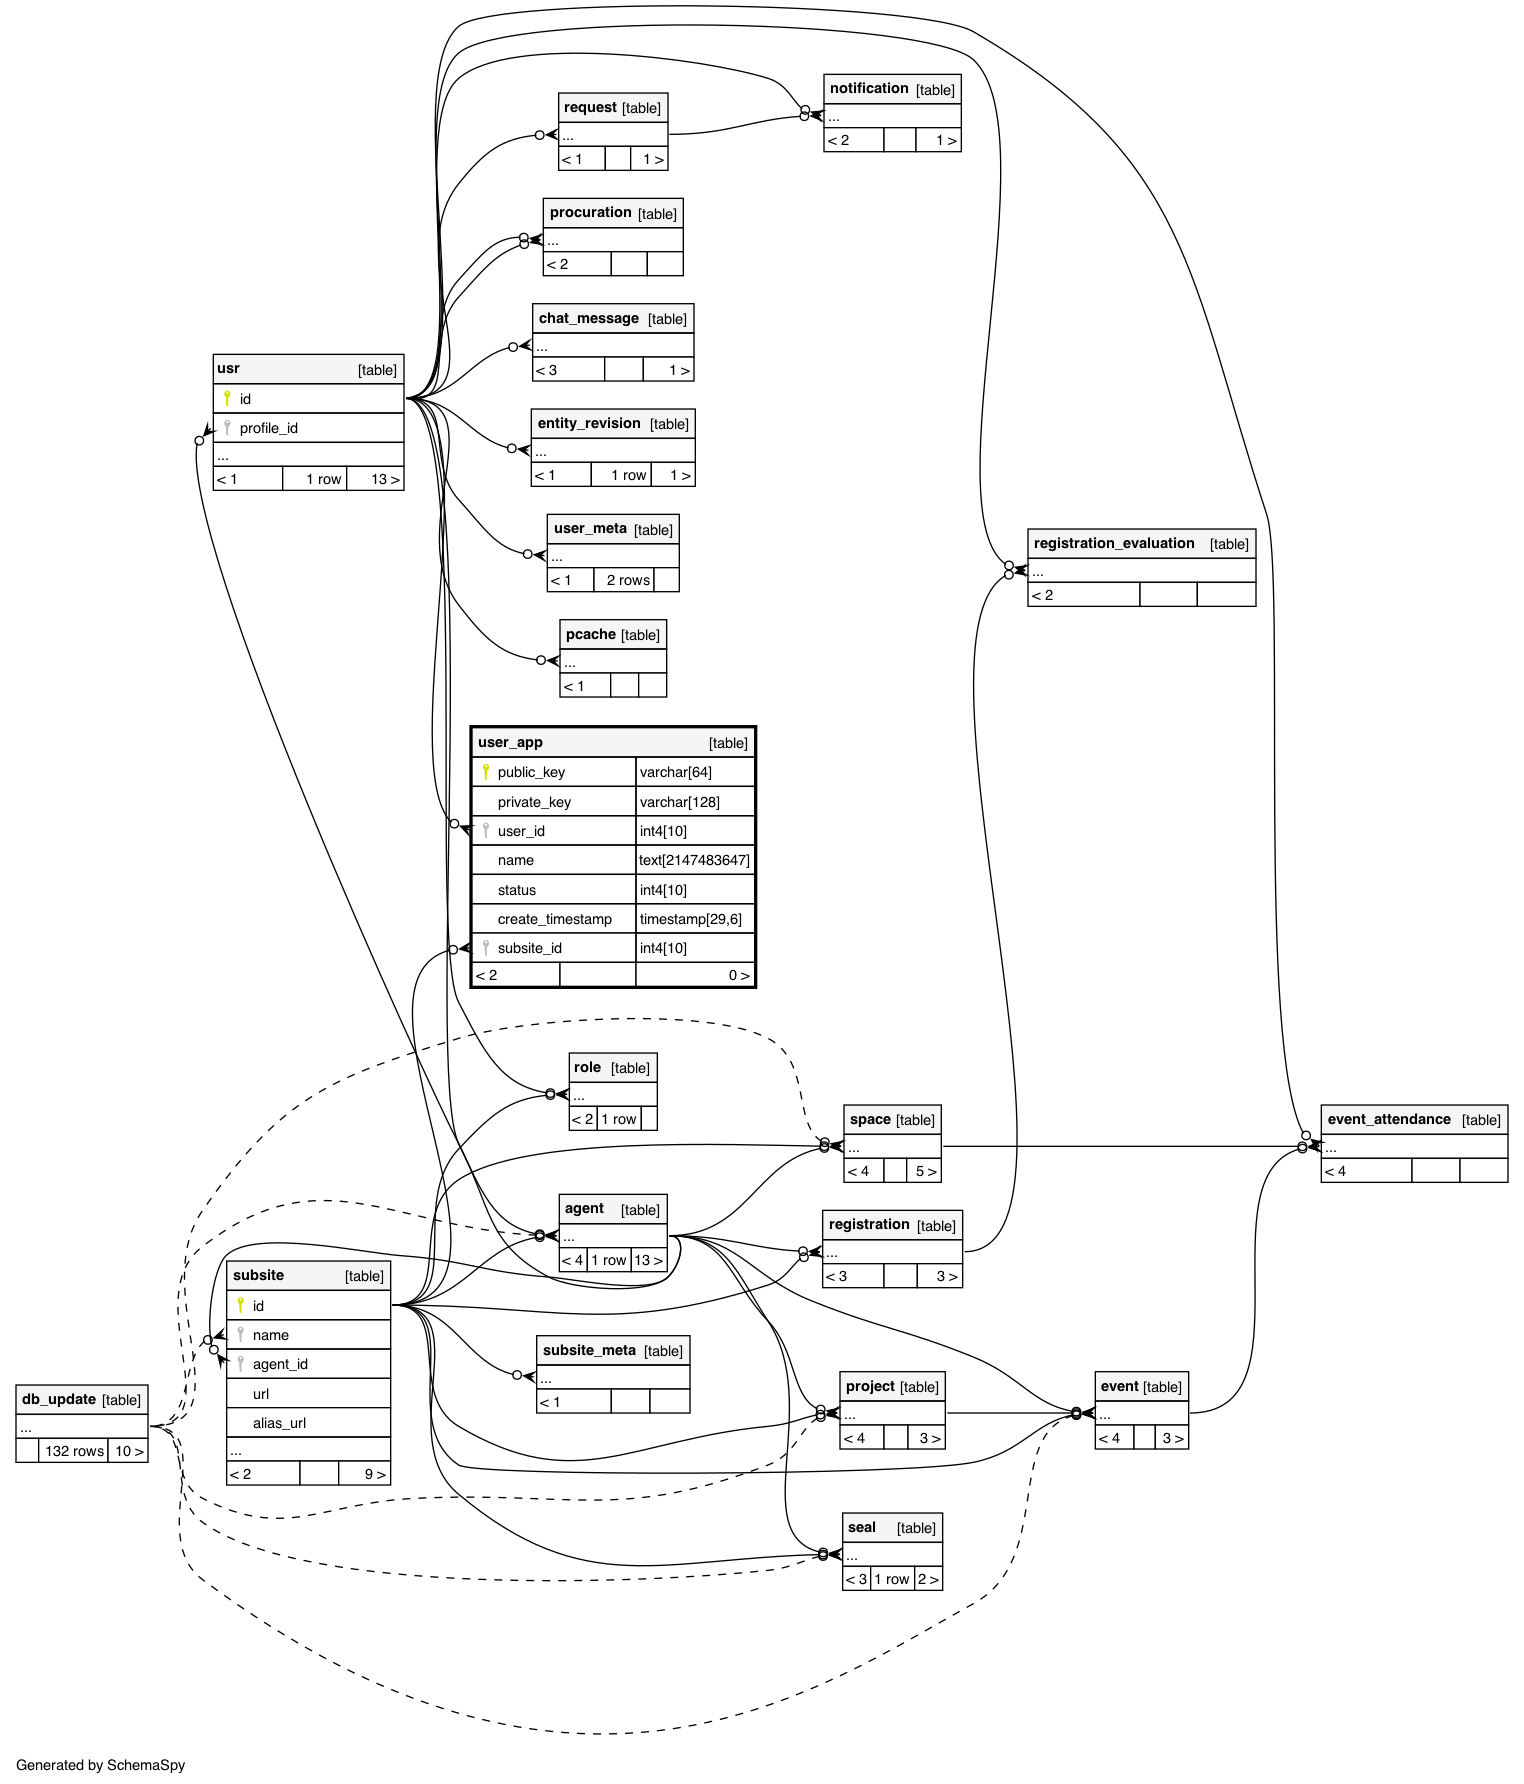 notification [table]
...
< 2 1 >
request [table]
...
< 1 1 >
procuration [table]
...
< 2
chat_message [table]
...
< 3 1 >
usr [table]
id
profile_id
...
< 1 1 row 13 >
entity_revision [table]
...
< 1 1 row 1 >
user_meta [table]
...
< 1 2 rows
registration_evaluation [table]
...
< 2
pcache [table]
...
< 1
user_app [table]
public_key varchar[64]
private_key varchar[128]
user_id int4[10]
name text[2147483647]
status int4[10]
create_timestamp timestamp[29,6]
subsite_id int4[10]
< 2 0 >
role [table]
...
< 2 1 row
space [table]
...
< 4 5 >
event_attendance [table]
...
< 4
agent [table]
...
< 4 1 row 13 >
registration [table]
...
< 3 3 >
subsite [table]
id
name
agent_id
url
alias_url
...
< 2 9 >
subsite_meta [table]
...
< 1
db_update [table]
...
132 rows 10 >
project [table]
...
< 4 3 >
event [table]
...
< 4 3 >
seal [table]
...
< 3 1 row 2 >
Generated by SchemaSpy